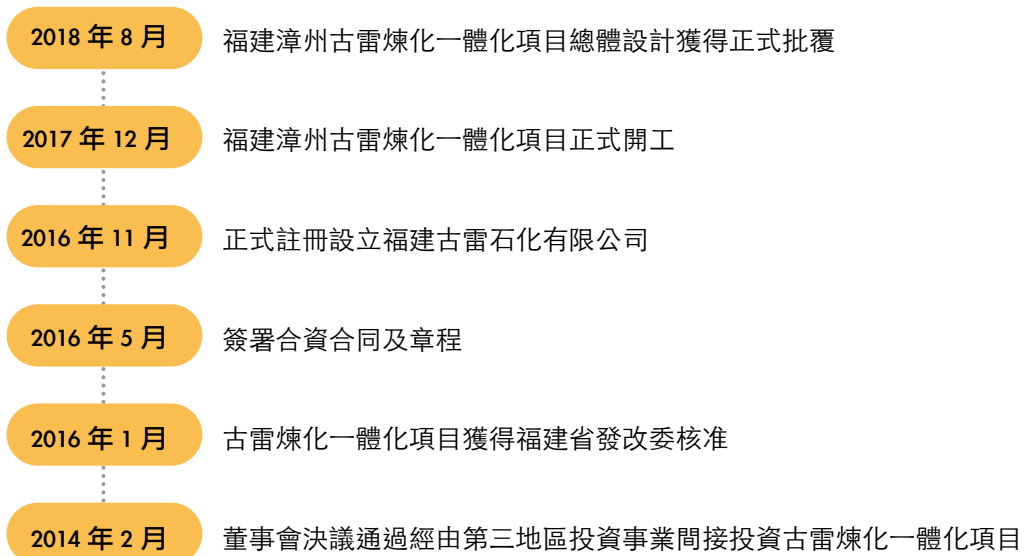 2018 年 8 月 福建漳州古雷煉化一體化項目總體設計獲得正式批覆
2017 年 12 月 福建漳州古雷煉化一體化項目正式開工
2016 年 11 月 正式註冊設立福建古雷石化有限公司
2016 年 5 月 簽署合資合同及章程
2016 年 1 月 古雷煉化一體化項目獲得福建省發改委核准
2014 年 2 月 董事會決議通過經由第三地區投資事業間接投資古雷煉化一體化項目